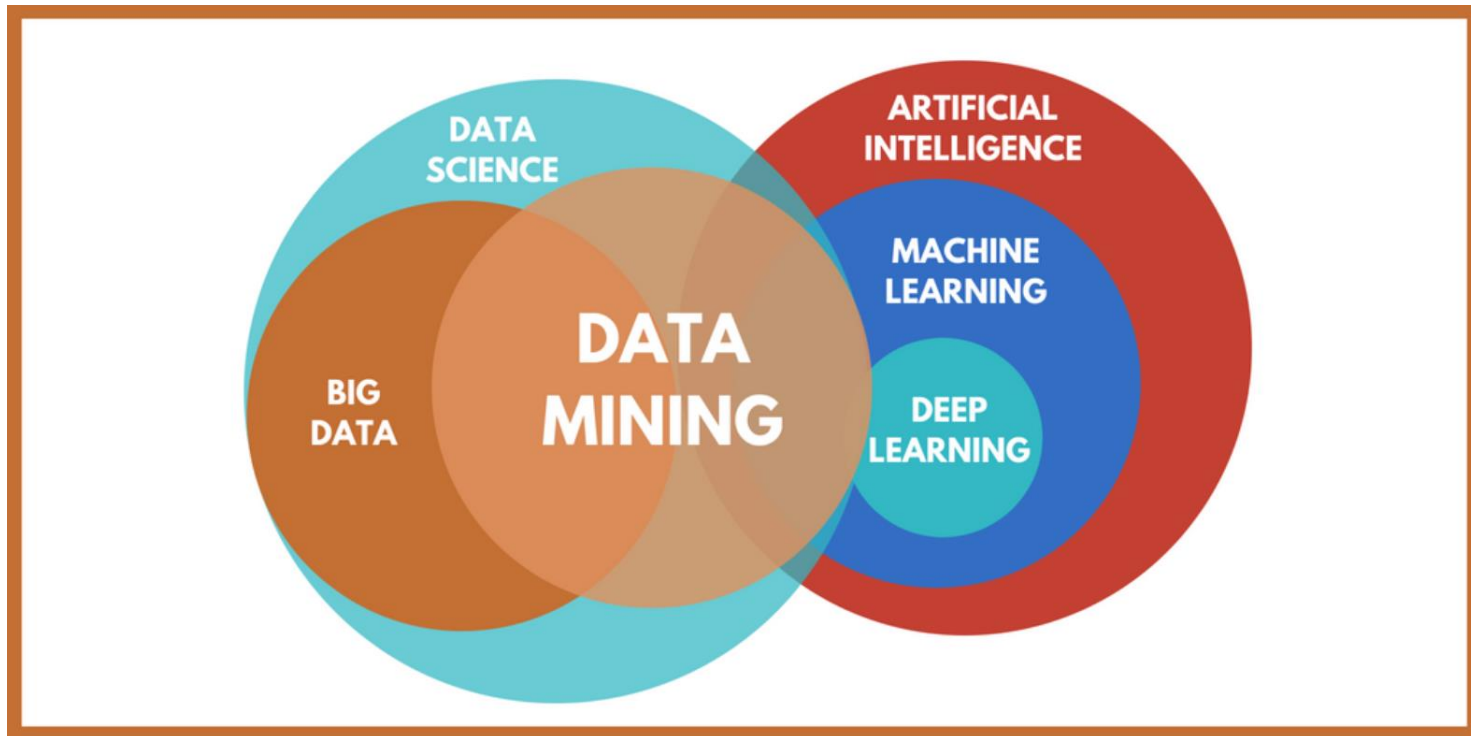 DATA
SCIENCE
BIG
DATA
DATA
MINING
ARTIFICIAL
INTELLIGENCE
MACHINE
LEARNING
DEEP
LEARNING